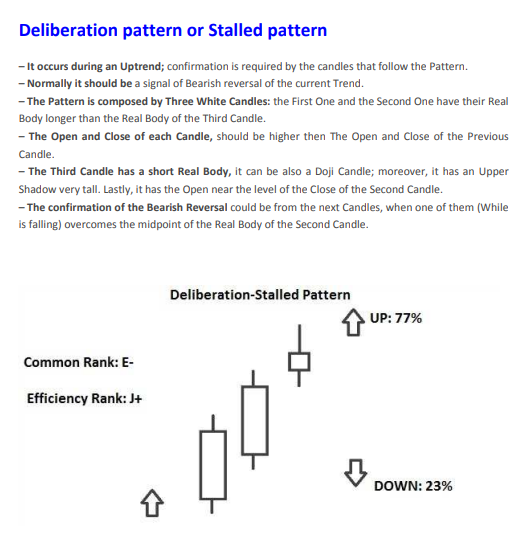 Deliberation pattern or Stalled pattern
– It occurs during an Uptrend; confirmation is required by the candles that follow the Pattern.
– Normally it should be a signal of Bearish reversal of the current Trend.
– The Pattern is composed by Three White Candles: the First One and the Second One have their Real
Body longer than the Real Body of the Third Candle.
– The Open and Close of each Candle, should be higher then The Open and Close of the Previous
Candle.
– The Third Candle has a short Real Body, it can be also a Doji Candle; moreover, it has an Upper
Shadow very tall. Lastly, it has the Open near the level of the Close of the Second Candle.
– The confirmation of the Bearish Reversal could be from the next Candles, when one of them (While
is falling) overcomes the midpoint of the Real Body of the Second Candle.
Deliberation-Stalled Pattern
UP: 77%
Common Rank: E-
Efficiency Rank: J+
DOWN: 23%